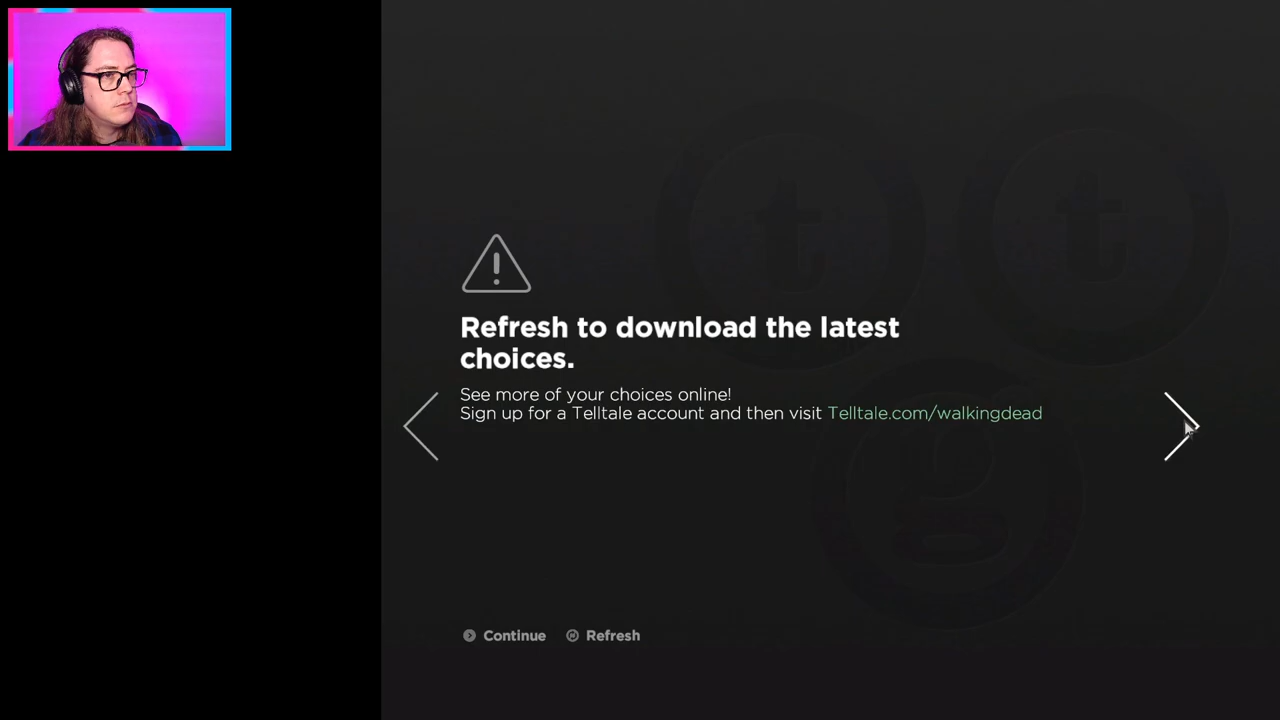 Refresh to download the latest
choices.
See more of your choices online!
Sign up for a Telltale account and then visit Telltale.com/walkingdead
Continue
Refresh